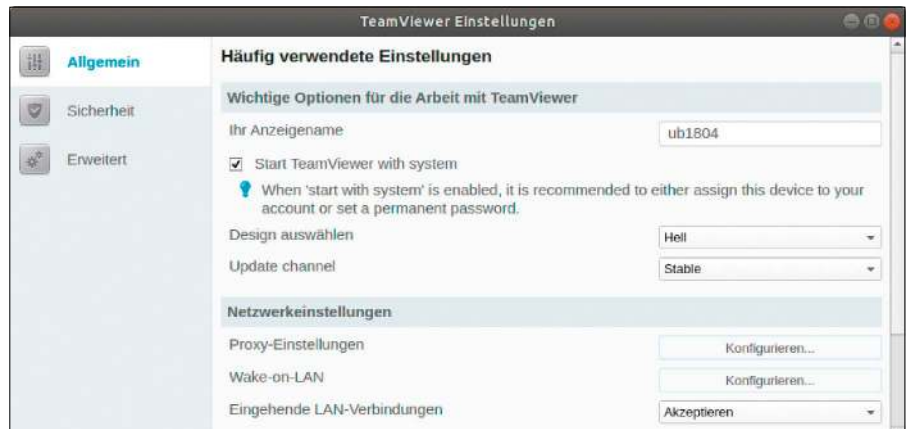 TeamViewer Einstellungen
Allgemein
Sicherheit
Erweitert
Häufig verwendete Einstellungen
Wichtige Optionen für die Arbeit mit TeamViewer
Ihr Anzeigename
ub1804
Start TeamViewer with system
When 'start with system' is enabled, it is recommended to either assign this device to your
account or set a permanent password.
Design auswählen
Hell
Update channel
Stable
Netzwerkeinstellungen
Proxy-Einstellungen
Konfigurieren...
Wake-on-LAN
Konfigurieren...
Eingehende LAN-Verbindungen
Akzeptieren